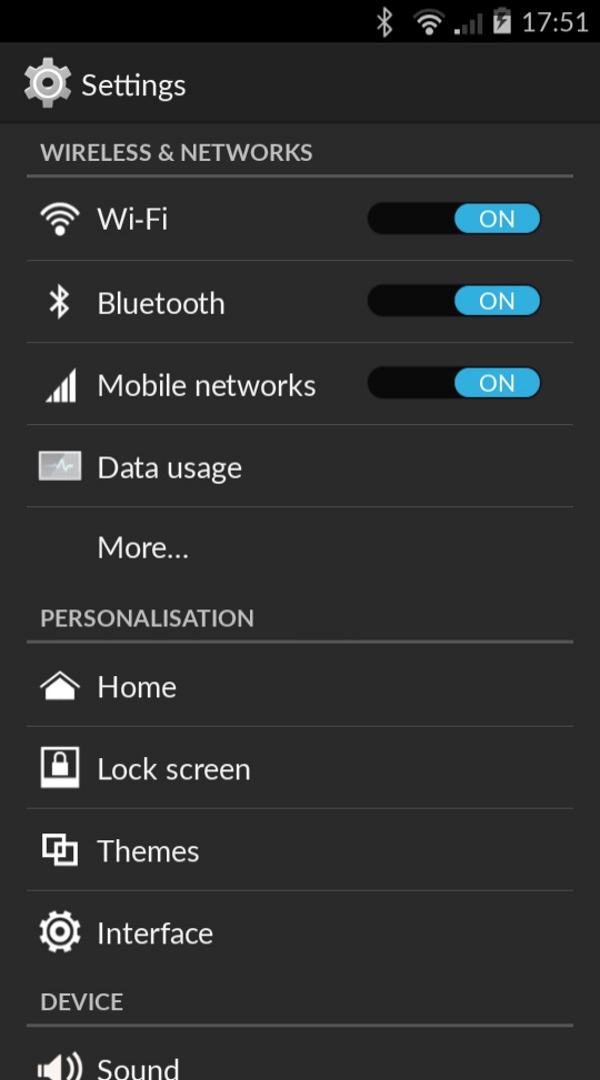 17:51
Settings
WIRELESS & NETWORKS
Wi-Fi ON
Bluetooth ON
Mobile networks ON
Data usage
More...
PERSONALISATION
Home
Lock screen
Themes
Interface
DEVICE
Sound